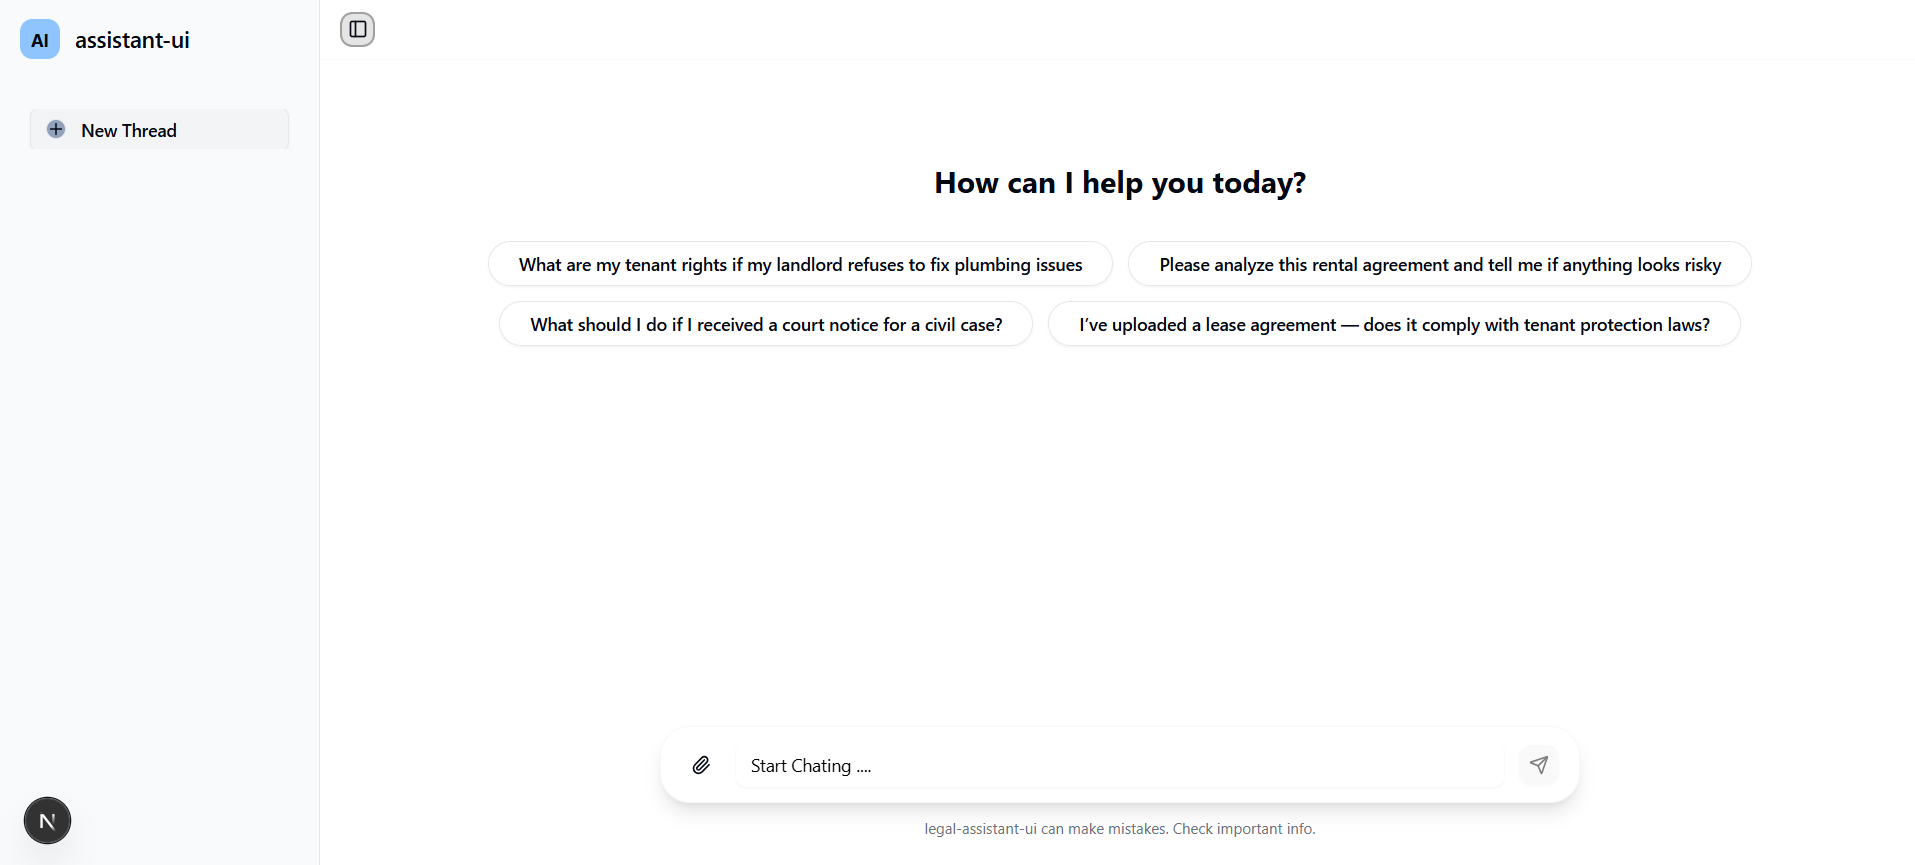 AI assistant-ui
New Thread
How can I help you today?
What are my tenant rights if my landlord refuses to fix plumbing issues
Please analyze this rental agreement and tell me if anything looks risky
What should I do if I received a court notice for a civil case?
I’ve uploaded a lease agreement — does it comply with tenant protection laws?
Start Chating ....
legal-assistant-ui can make mistakes. Check important info.
N